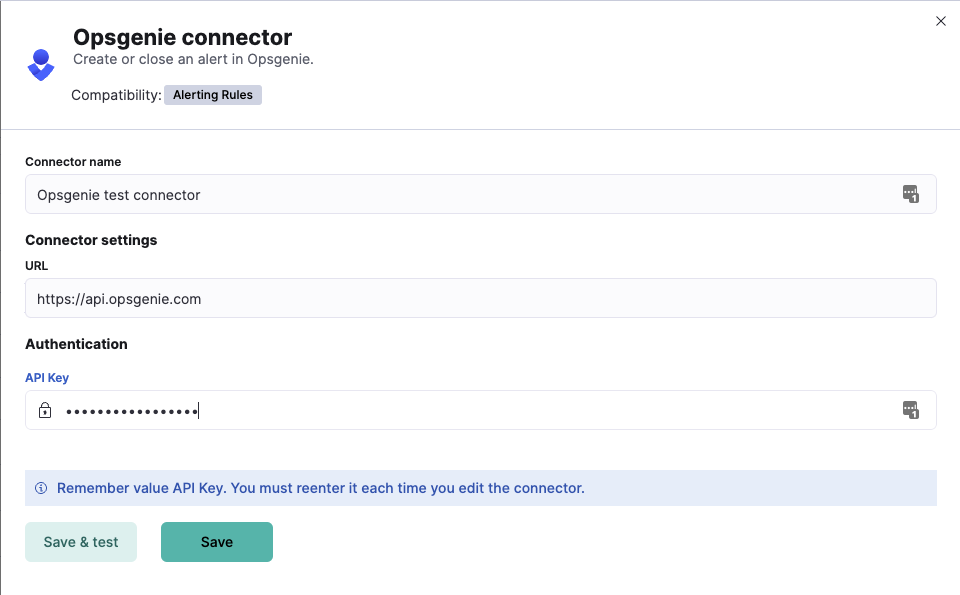 Opsgenie connector
Create or close an alert in Opsgenie.
Compatibility: Alerting Rules
Connector name
Opsgenie test connector
1
Connector settings
URL
https://api.opsgenie.com
Authentication
API Key
•••••••••••••••••
1
Remember value API Key. You must reenter it each time you edit the connector.
Save & test
Save